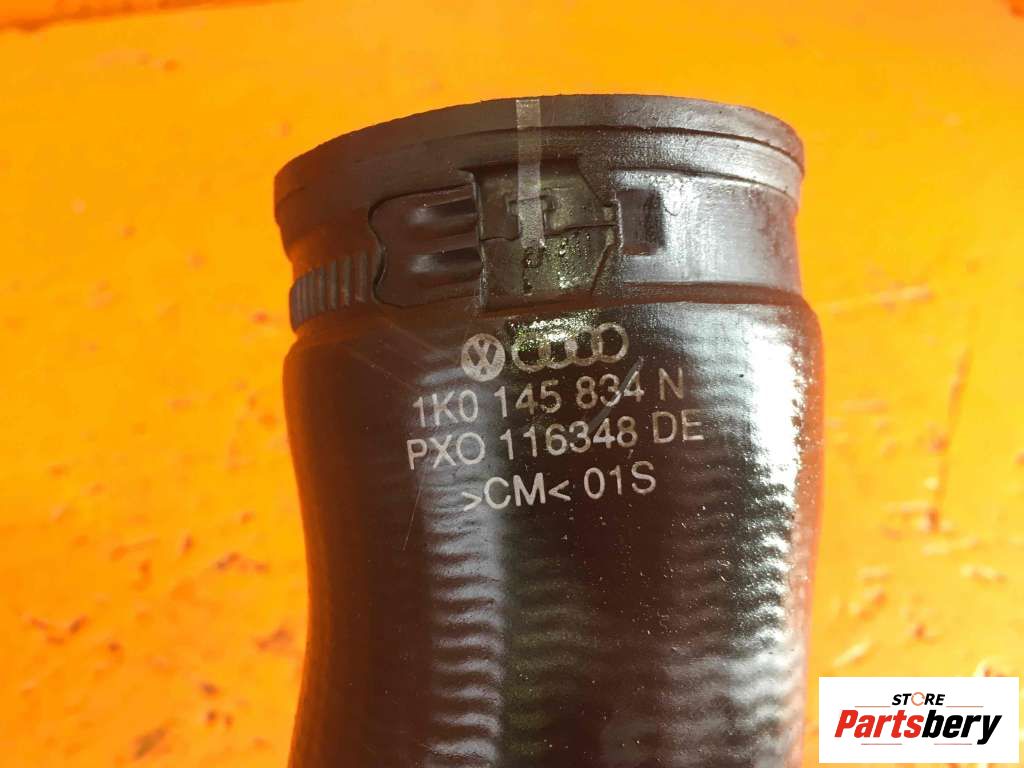 1K0 145 834 N
PXO 116348 DE
>CM< 01S
STORE
Partsbery